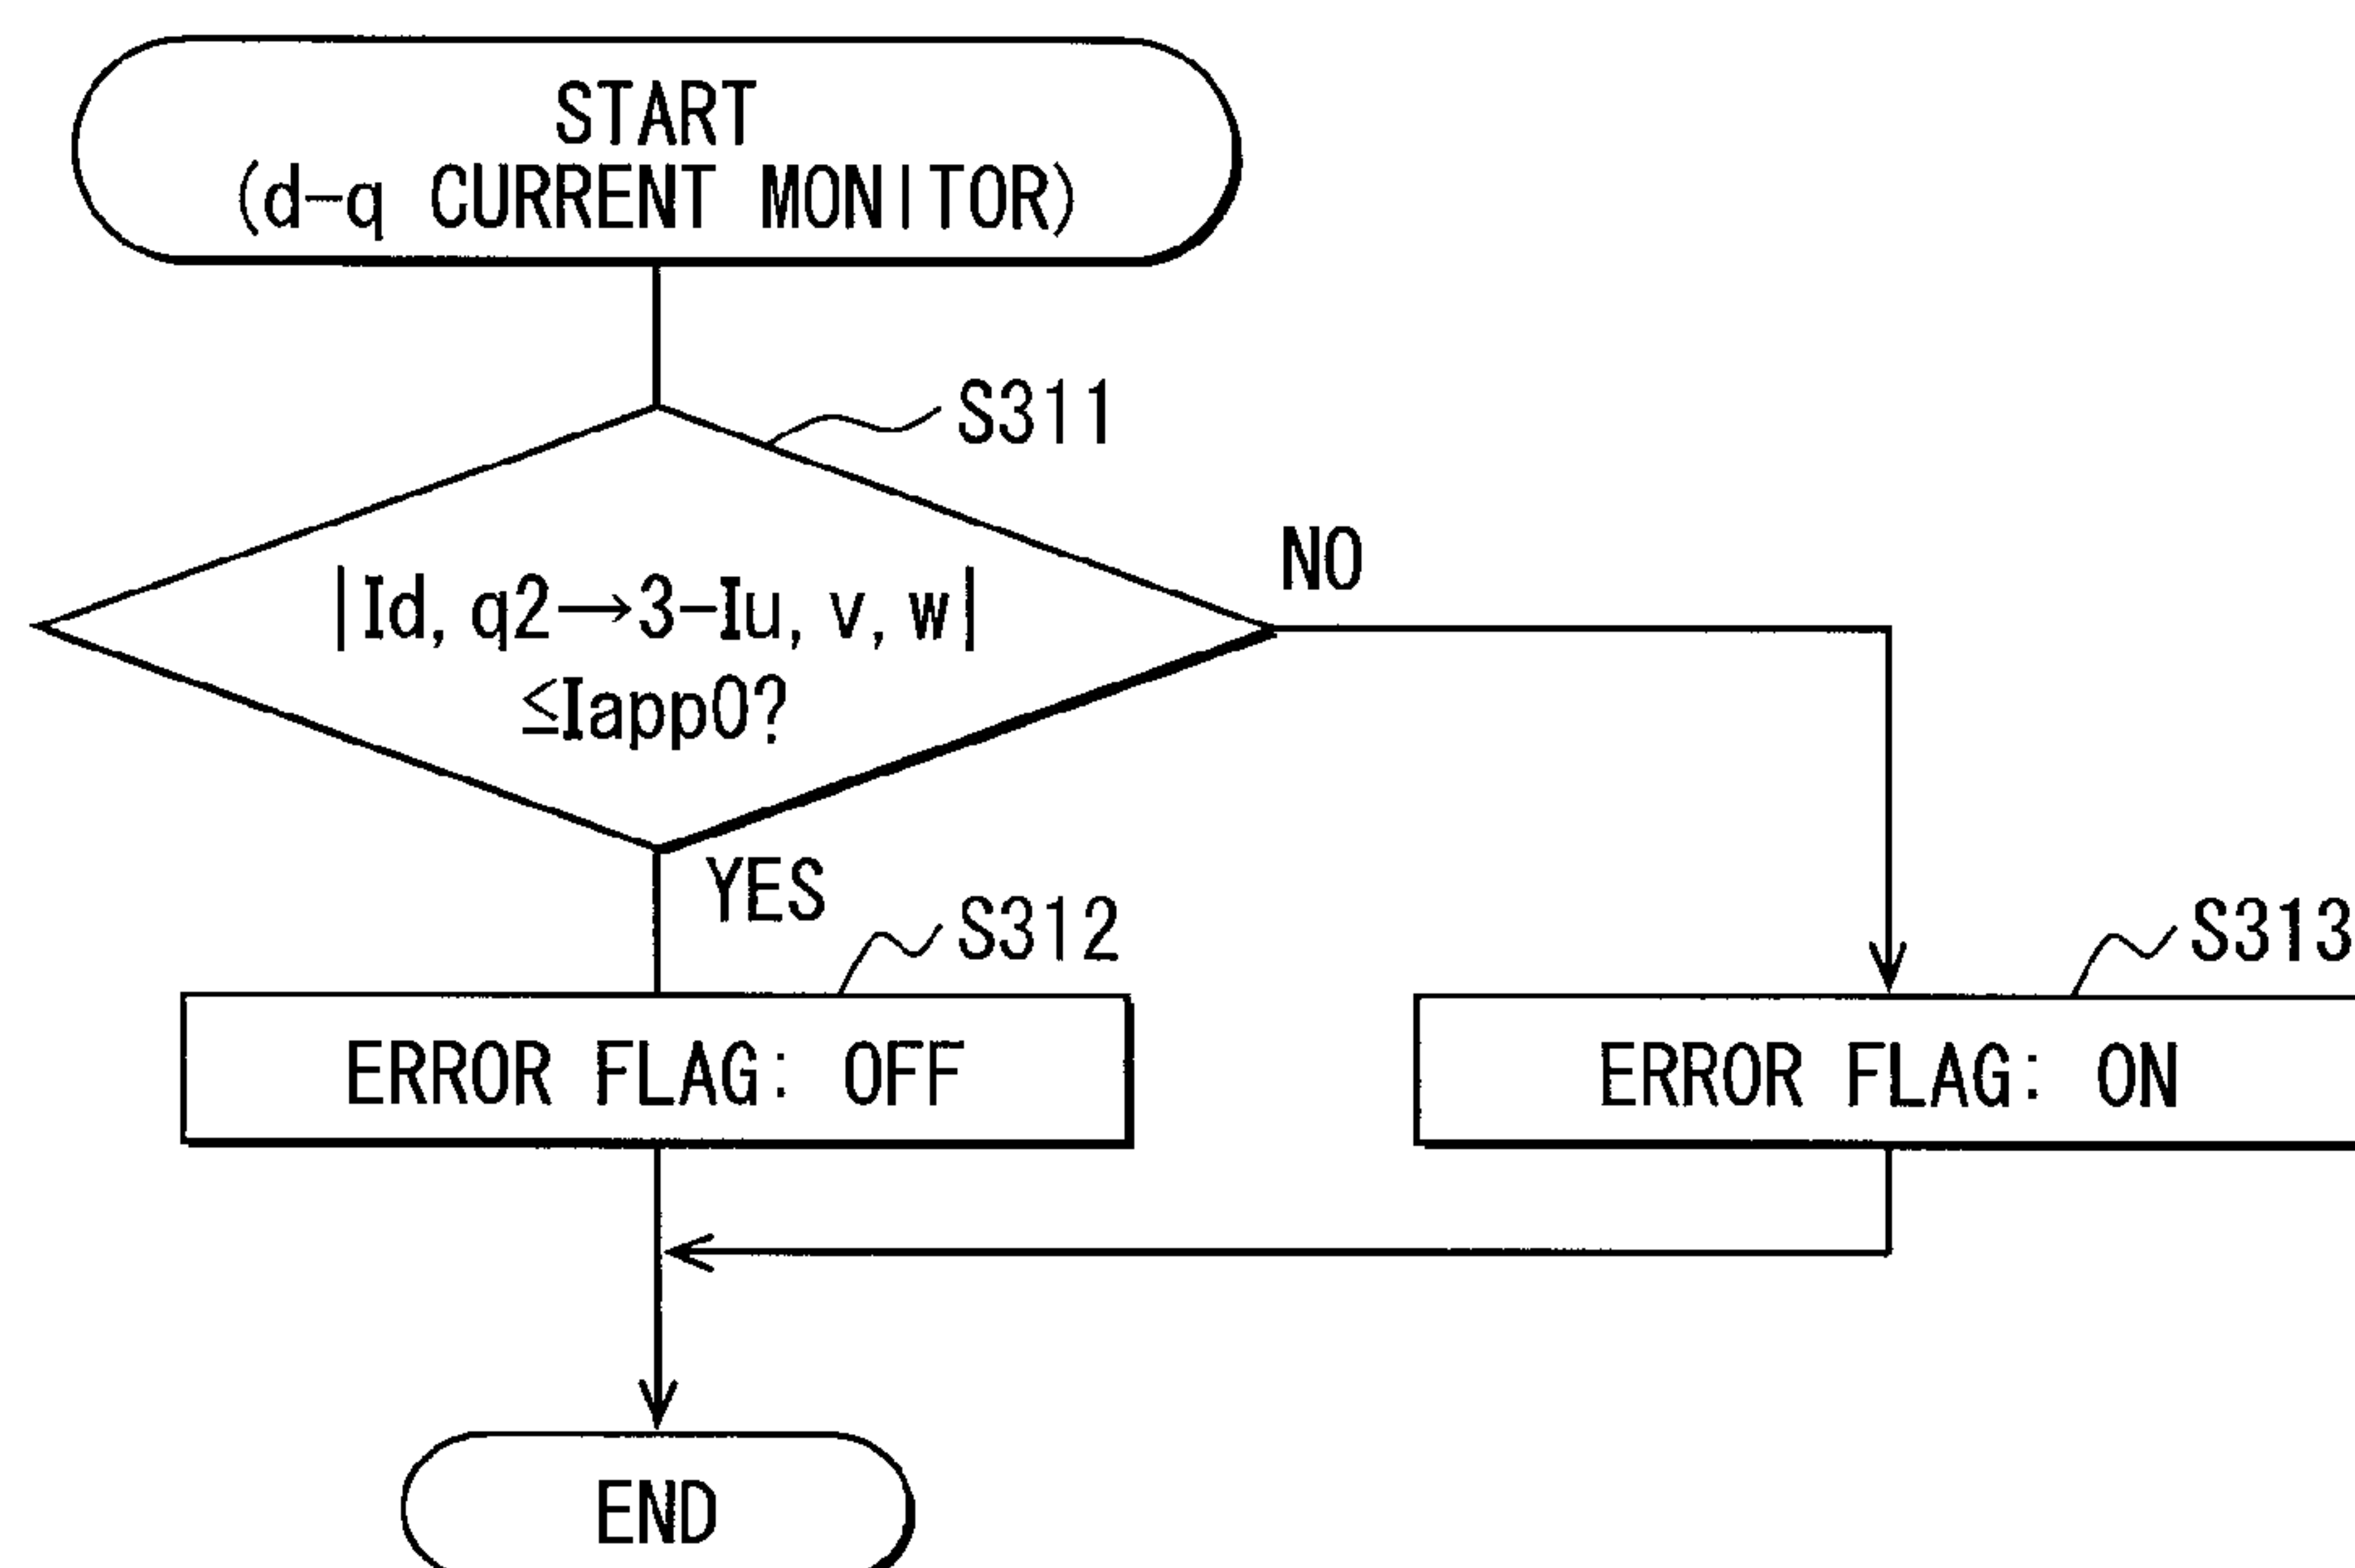 START
(d-q CURRENT MONITOR)
S311
|Id, q2→3-Iu, v, w|
≦Iapp0?
NO
YES
S312
S313
ERROR FLAG: OFF
ERROR FLAG: ON
END